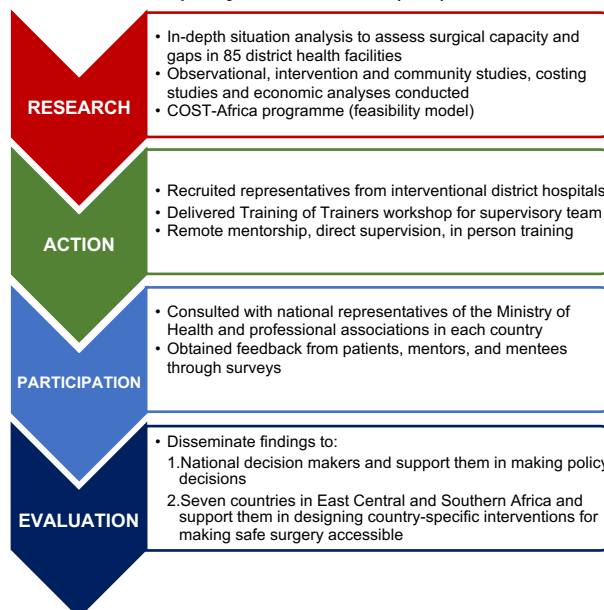 RESEARCH
• In-depth situation analysis to assess surgical capacity and
gaps in 85 district health facilities
• Observational, intervention and community studies, costing
studies and economic analyses conducted
• COST-Africa programme (feasibility model)
ACTION
• Recruited representatives from interventional district hospitals
• Delivered Training of Trainers workshop for supervisory team
• Remote mentorship, direct supervision, in person training
PARTICIPATION
• Consulted with national representatives of the Ministry of
Health and professional associations in each country
• Obtained feedback from patients, mentors, and mentees
through surveys
EVALUATION
• Disseminate findings to:
1.National decision makers and support them in making policy
decisions
2.Seven countries in East Central and Southern Africa and
support them in designing country-specific interventions for
making safe surgery accessible